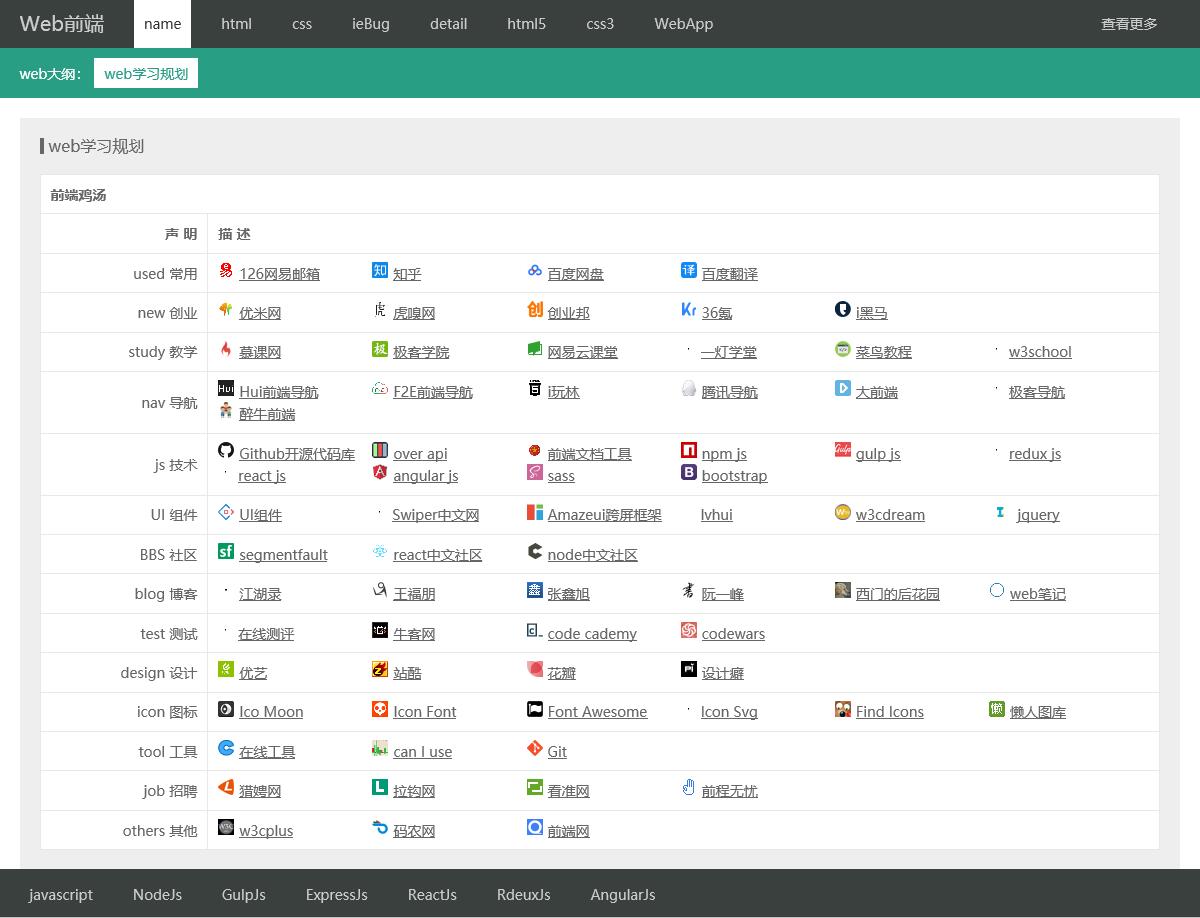 Web前端 name html css ieBug detail html5 css3 WebApp 查看更多
web大纲： web学习规划
web学习规划
前端鸡汤
声 明 描 述
used 常用 126网易邮箱 知乎 百度网盘 百度翻译
new 创业 优米网 虎嗅网 创业邦 36氪 i黑马
study 教学 慕课网 极客学院 网易云课堂 一灯学堂 菜鸟教程 w3school
nav 导航 Hui前端导航 F2E前端导航 i玩林 腾讯导航 大前端 极客导航
醉牛前端
js 技术 Github开源代码库 over api 前端文档工具 npm js gulp js redux js
react js angular js sass bootstrap
UI 组件 UI组件 Swiper中文网 Amazeui跨屏框架 lvhui w3cdream jquery
BBS 社区 segmentfault react中文社区 node中文社区
blog 博客 江湖录 王福朋 张鑫旭 阮一峰 西门的后花园 web笔记
test 测试 在线测评 牛客网 code cademy codewars
design 设计 优艺 站酷 花瓣 设计癖
icon 图标 Ico Moon Icon Font Font Awesome Icon Svg Find Icons 懒人图库
tool 工具 在线工具 can I use Git
job 招聘 猎娉网 拉钩网 看准网 前程无忧
others 其他 w3cplus 码农网 前端网
javascript NodeJs GulpJs ExpressJs ReactJs RdeuxJs AngularJs